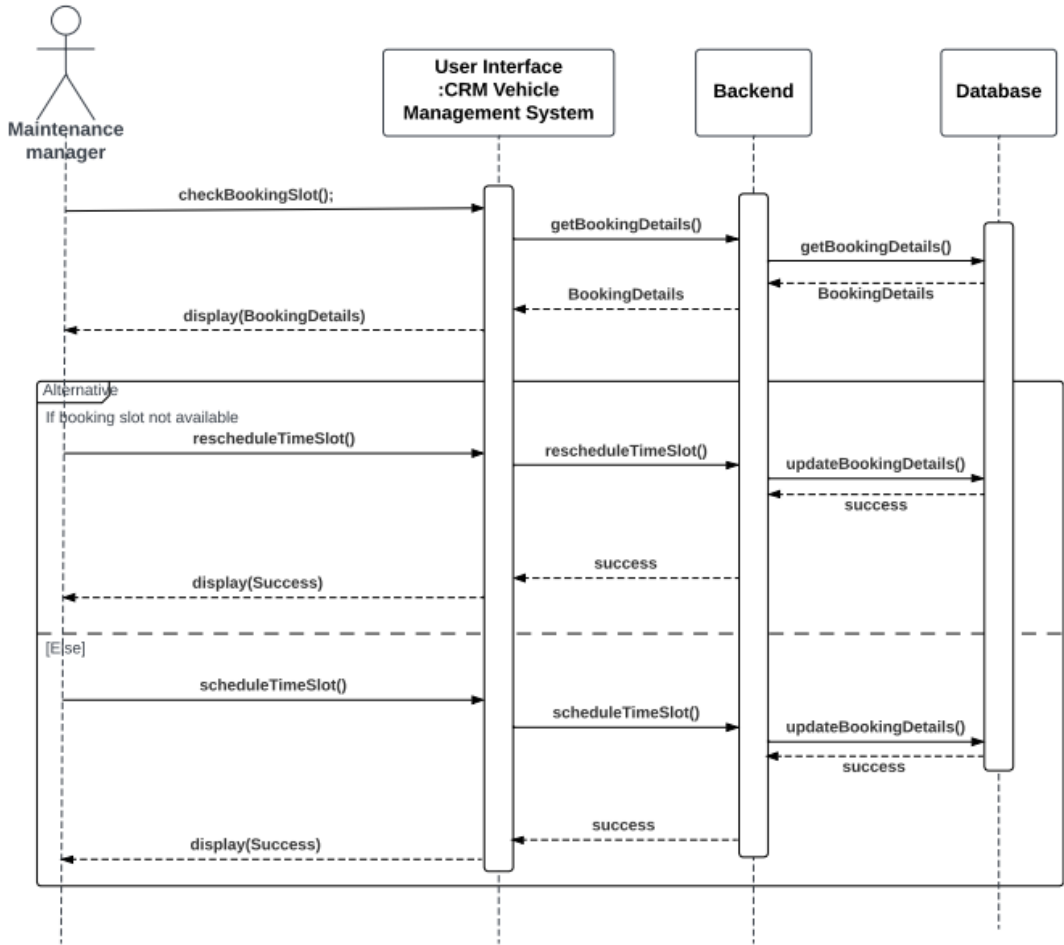 User Interface
:CRM Vehicle
Management System
Backend
Database
Maintenance
manager
checkBookingSlot();
getBookingDetails()
getBookingDetails()
BookingDetails
BookingDetails
display(BookingDetails)
Alternative
If booking slot not available
rescheduleTimeSlot()
rescheduleTimeSlot()
updateBookingDetails()
success
success
display(Success)
[Else]
scheduleTimeSlot()
scheduleTimeSlot()
updateBookingDetails()
success
success
display(Success)